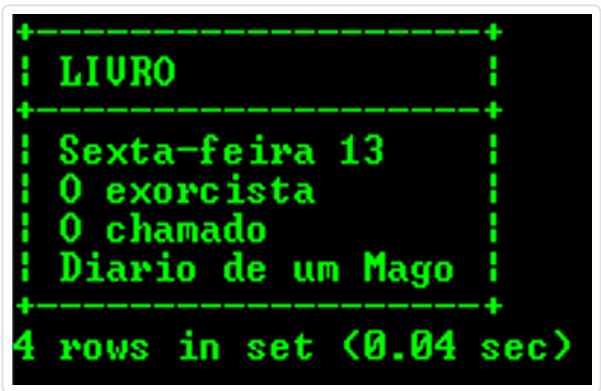 +--------------------+
| LIVRO              |
+--------------------+
| Sexta-feira 13     |
| O exorcista        |
| O chamado          |
| Diario de um Mago  |
+--------------------+
4 rows in set (0.04 sec)